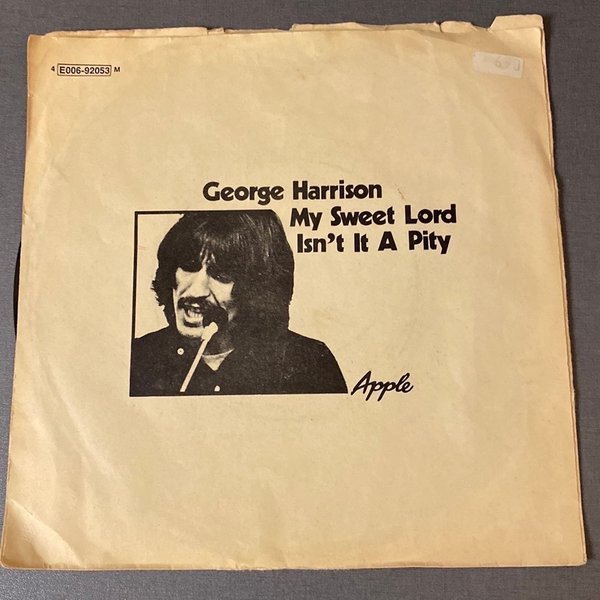 4 E006-92053 M
George Harrison
My Sweet Lord
Isn't It A Pity
Apple